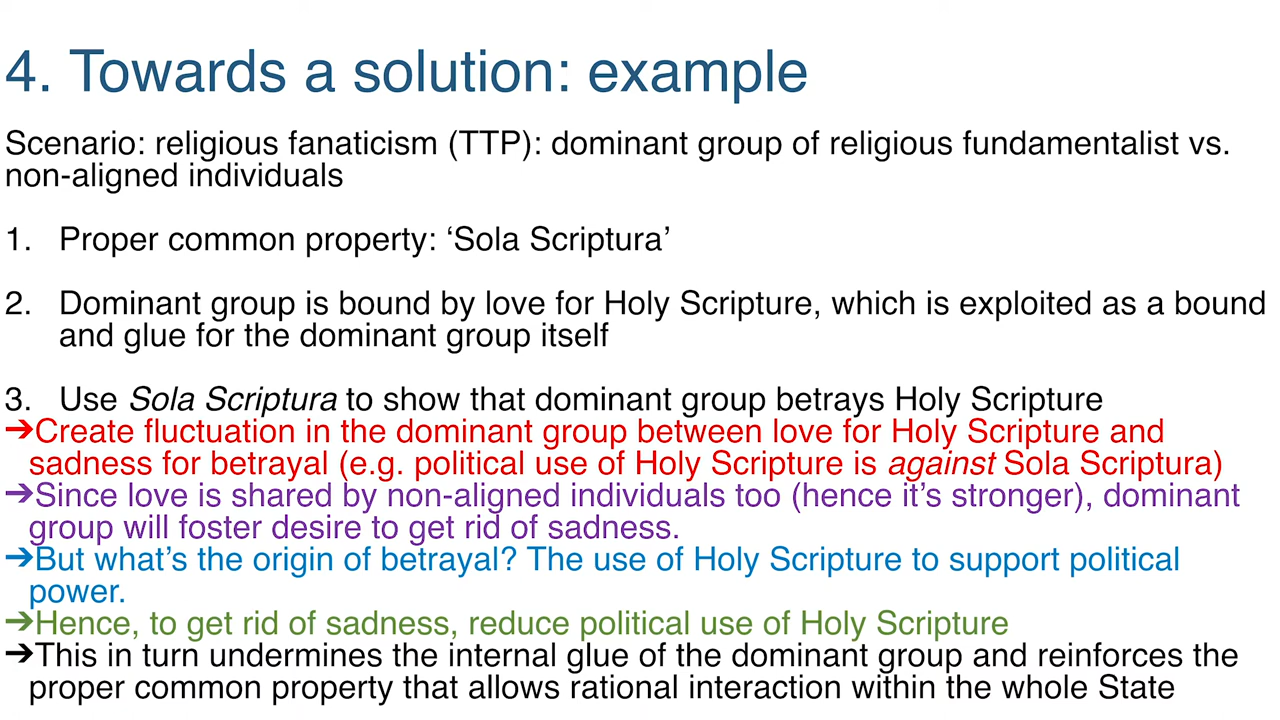 4. Towards a solution: example
Scenario: religious fanaticism (TTP): dominant group of religious fundamentalist vs.
non-aligned individuals
1. Proper common property: ‘Sola Scriptura’
2. Dominant group is bound by love for Holy Scripture, which is exploited as a bound
and glue for the dominant group itself
3. Use Sola Scriptura to show that dominant group betrays Holy Scripture
➔Create fluctuation in the dominant group between love for Holy Scripture and
sadness for betrayal (e.g. political use of Holy Scripture is against Sola Scriptura)
➔Since love is shared by non-aligned individuals too (hence it’s stronger), dominant
group will foster desire to get rid of sadness.
➔But what’s the origin of betrayal? The use of Holy Scripture to support political
power.
➔Hence, to get rid of sadness, reduce political use of Holy Scripture
➔This in turn undermines the internal glue of the dominant group and reinforces the
proper common property that allows rational interaction within the whole State